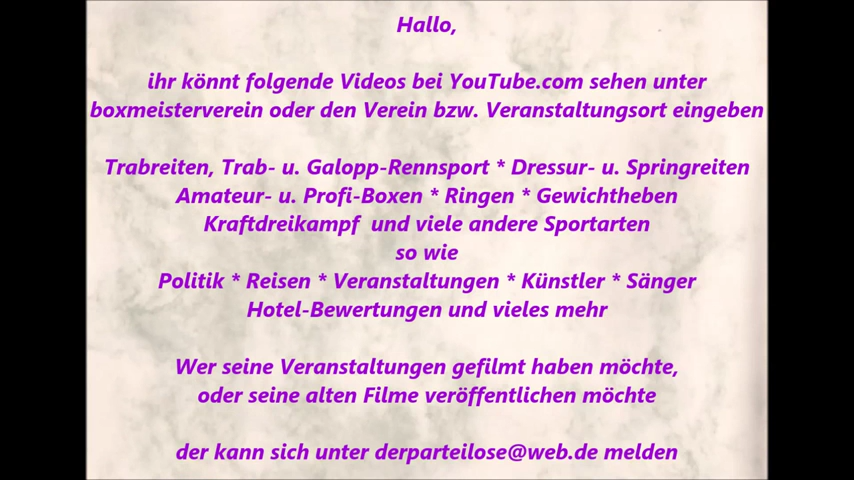 Hallo,
ihr könnt folgende Videos bei YouTube.com sehen unter
boxmeisterverein oder den Verein bzw. Veranstaltungsort eingeben
Trabreiten, Trab- u. Galopp-Rennsport * Dressur- u. Springreiten
Amateur- u. Profi-Boxen * Ringen * Gewichtheben
Kraftdreikampf  und viele andere Sportarten
so wie
Politik * Reisen * Veranstaltungen * Künstler * Sänger
Hotel-Bewertungen und vieles mehr
Wer seine Veranstaltungen gefilmt haben möchte,
oder seine alten Filme veröffentlichen möchte
der kann sich unter derparteilose@web.de melden